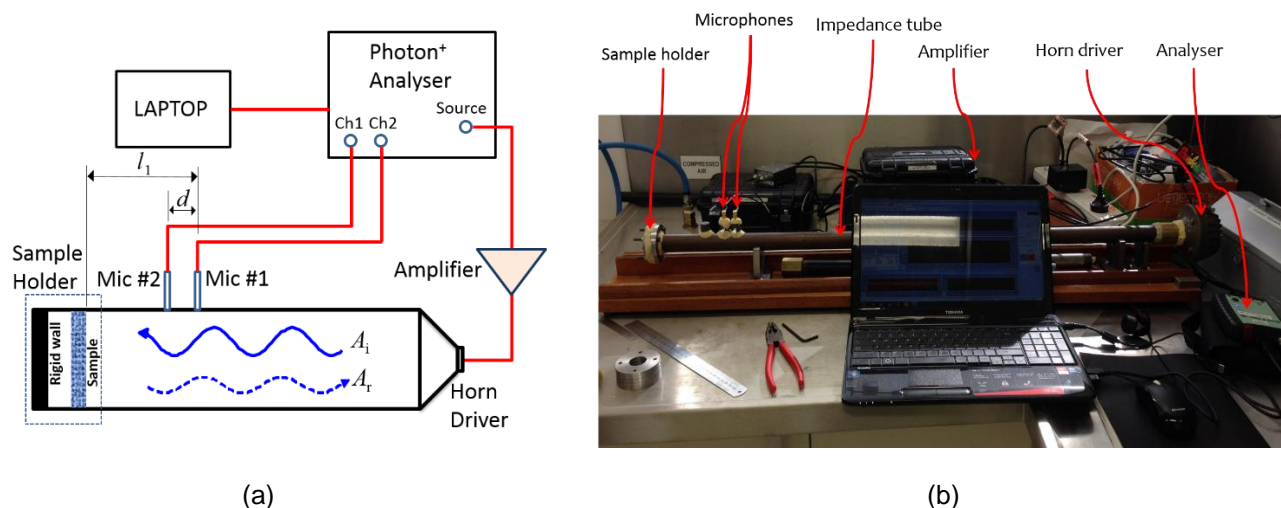 Photon+
Analyser
LAPTOP
Ch1 Ch2
Source
l1
d
Sample
Holder
Mic #2
Mic #1
Amplifier
Rigid wall
Sample
Ai
Ar
Horn
Driver
(a)
Microphones
Impedance tube
Sample holder
Amplifier
Horn driver
Analyser
COMPRESSED
AIR
TOSHIBA
(b)